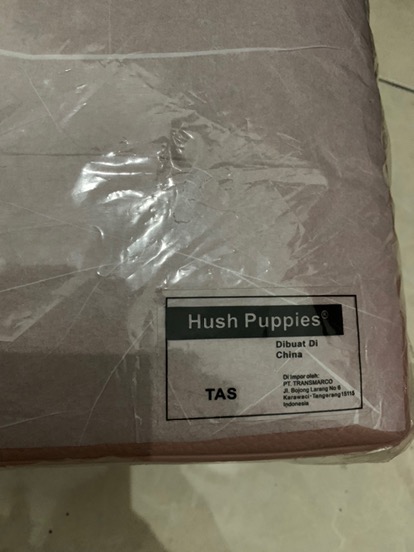 Hush Puppies®
Dibuat Di
China
TAS
Di Impor oleh:
PT. TRANSMARCO
Jl. Bojong Larang No 6
Karawaci - Tangerang 15115
Indonesia